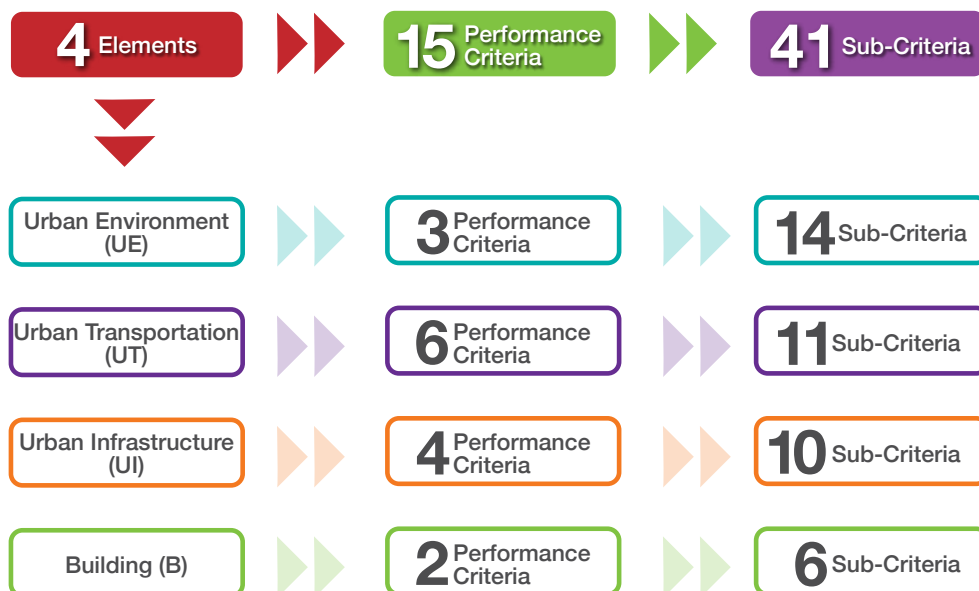 4 Elements
15 Performance
Criteria
41 Sub-Criteria
Urban Environment
(UE)
3 Performance
Criteria
14 Sub-Criteria
Urban Transportation
(UT)
6 Performance
Criteria
11 Sub-Criteria
Urban Infrastructure
(UI)
4 Performance
Criteria
10 Sub-Criteria
Building (B)
2 Performance
Criteria
6 Sub-Criteria